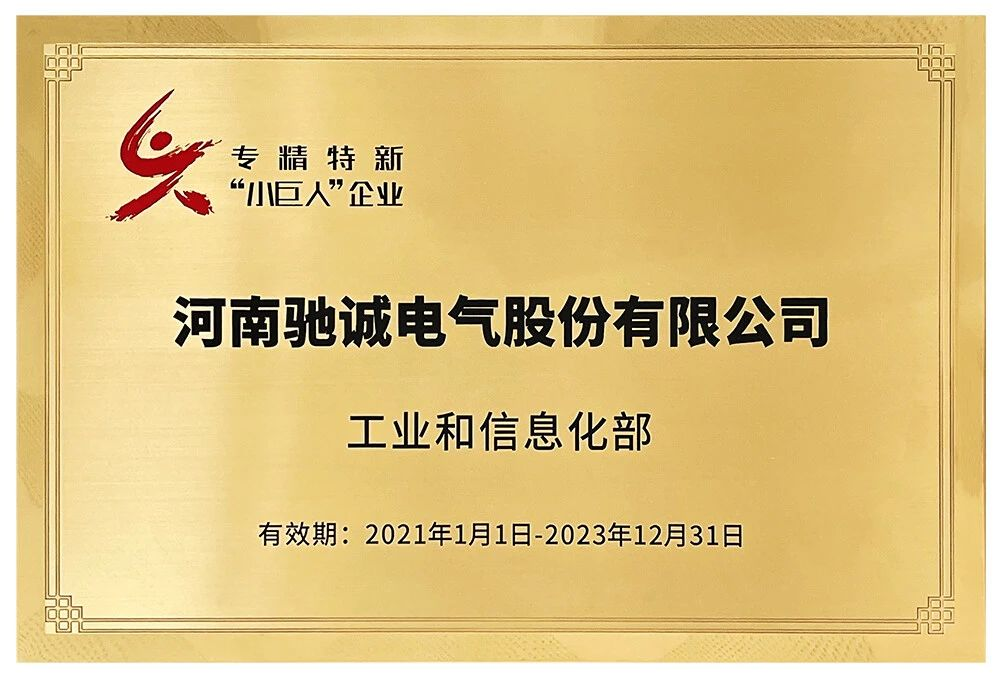 专精特新
“小巨人”企业
河南驰诚电气股份有限公司
工业和信息化部
有效期：2021年1月1日-2023年12月31日